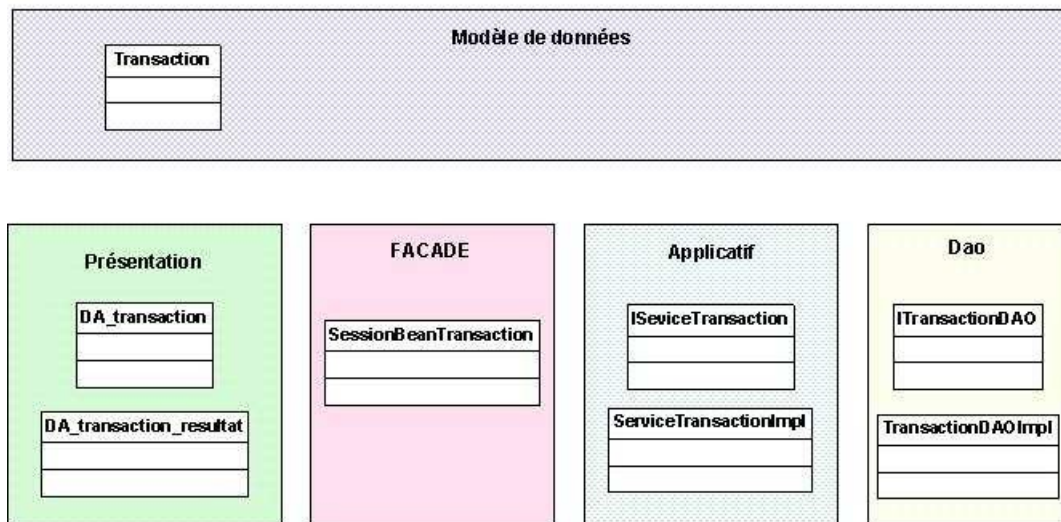 Modèle de données
Transaction
Présentation
DA_transaction
DA_transaction_resultat
FACADE
SessionBeanTransaction
Applicatif
ISeviceTransaction
ServiceTransactionImpl
Dao
ITransactionDAO
TransactionDAOImpl